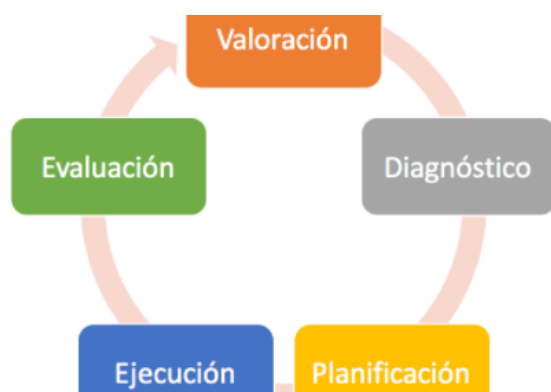 Valoración
Evaluación
Diagnóstico
Ejecución
Planificación